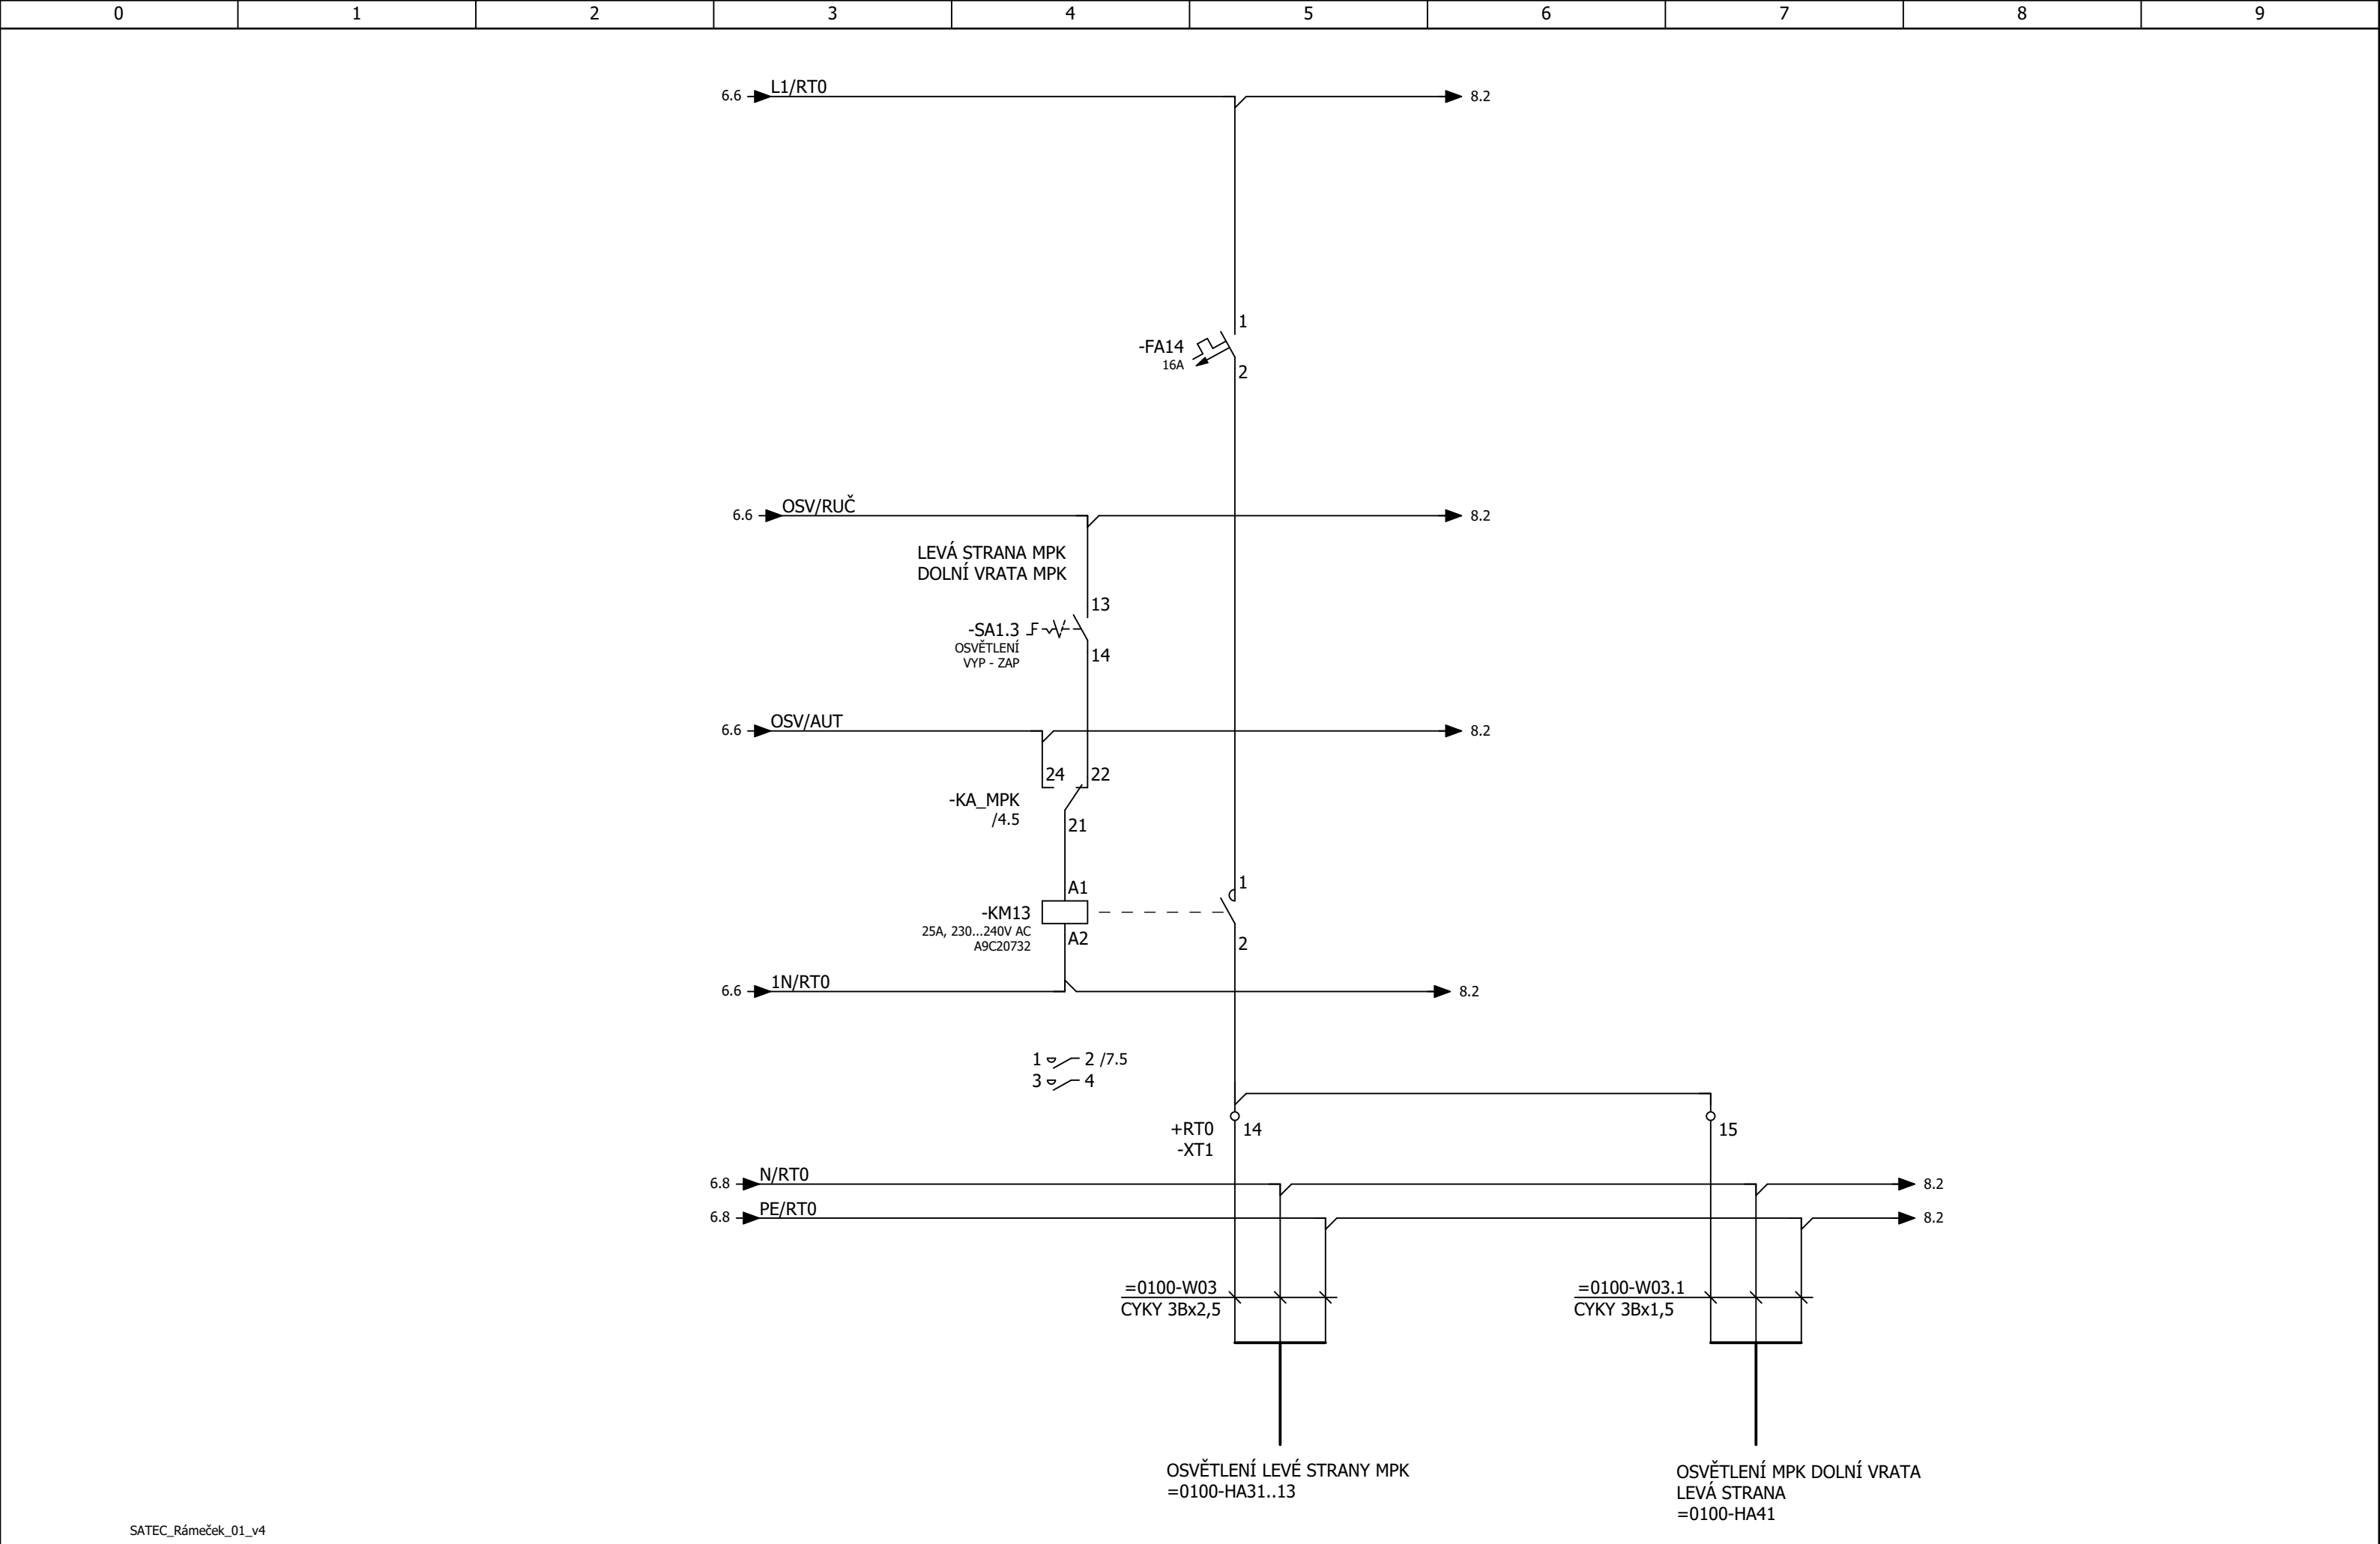 0 1 2 3 4 5 6 7 8 9
6.6 L1/RT0 8.2
1
-FA14
16A
2
6.6 OSV/RUČ 8.2
LEVÁ STRANA MPK
DOLNÍ VRATA MPK
13
-SA1.3
OSVĚTLENÍ
VYP - ZAP
14
6.6 OSV/AUT 8.2
24 22
-KA_MPK
/4.5
21
A1 1
-KM13
25A, 230...240V AC
A9C20732
A2 2
6.6 1N/RT0 8.2
1 2 /7.5
3 4
+RT0 14 15
-XT1
6.8 N/RT0 8.2
6.8 PE/RT0 8.2
=0100-W03
CYKY 3Bx2,5
=0100-W03.1
CYKY 3Bx1,5
OSVĚTLENÍ LEVÉ STRANY MPK
=0100-HA31..13
OSVĚTLENÍ MPK DOLNÍ VRATA
LEVÁ STRANA
=0100-HA41
SATEC_Rámeček_01_v4